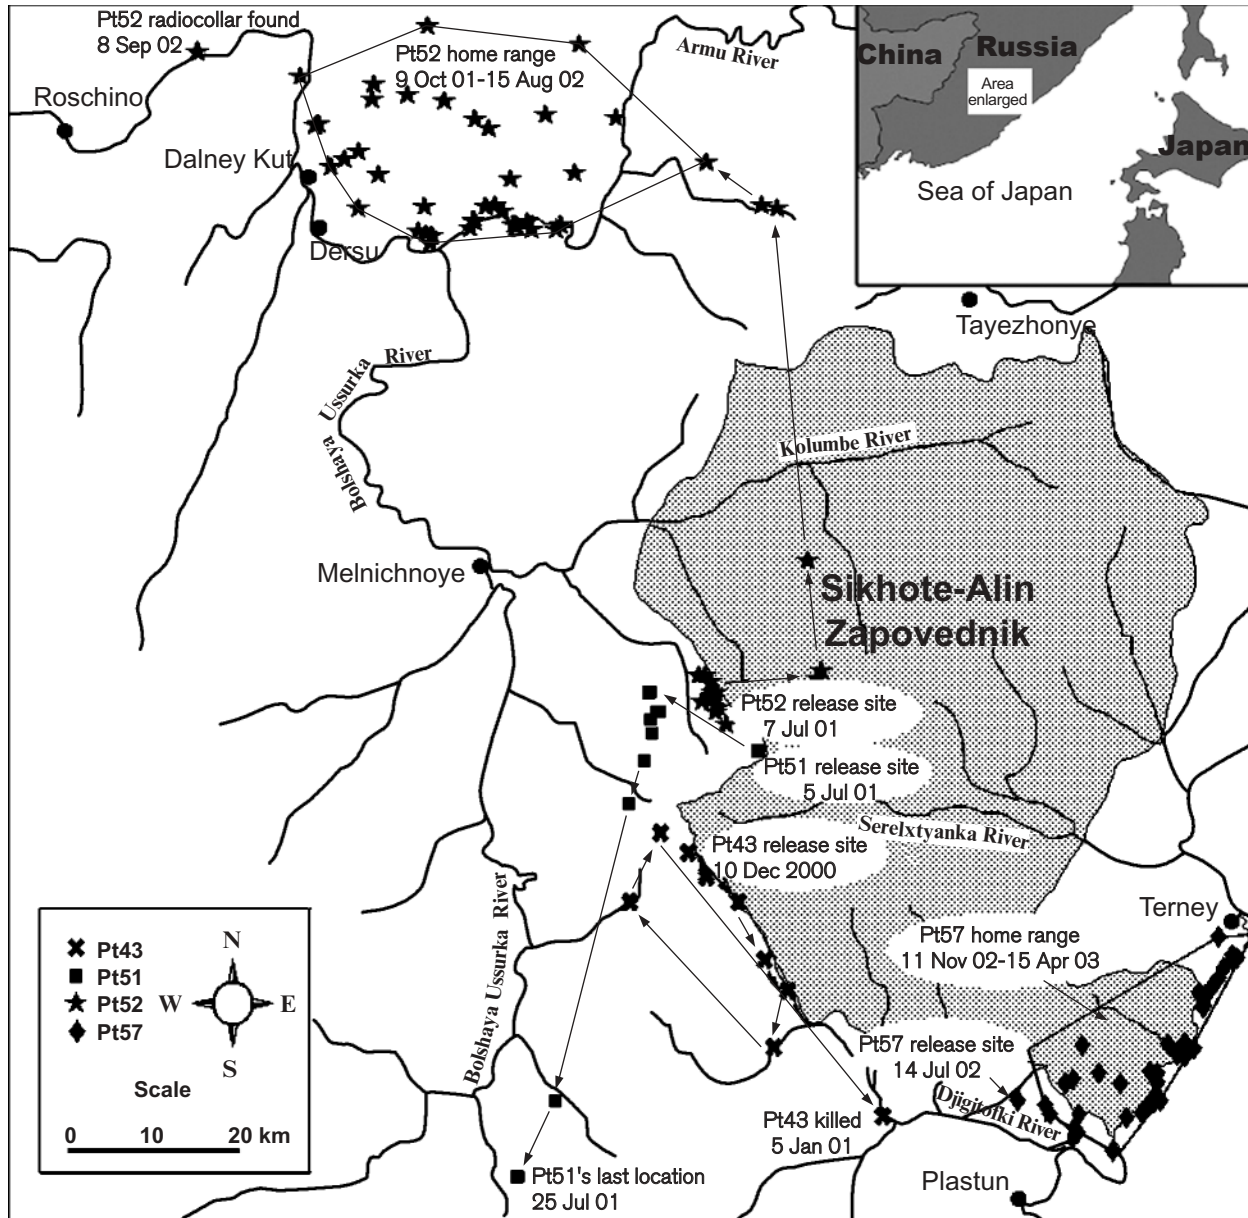 Pt52 radiocollar found
8 Sep 02
Pt52 home range
9 Oct 01-15 Aug 02
Armu River
China
Russia
Area
enlarged
Japan
Sea of Japan
Roschino
Dalney Kut
Dersu
Tayezhonye
Bolshaya Ussurka River
Kolumbe River
Melnichnoye
Sikhote-Alin
Zapovednik
Pt52 release site
7 Jul 01
Pt51 release site
5 Jul 01
Serelxtyanka River
Pt43 release site
10 Dec 2000
Terney
Pt57 home range
11 Nov 02-15 Apr 03
Bolshaya Ussurka River
Pt57 release site
14 Jul 02
Djigitofki River
Pt43 killed
5 Jan 01
Plastun
Pt51's last location
25 Jul 01
Pt43
Pt51
Pt52
Pt57
N
W E
S
Scale
0 10 20 km